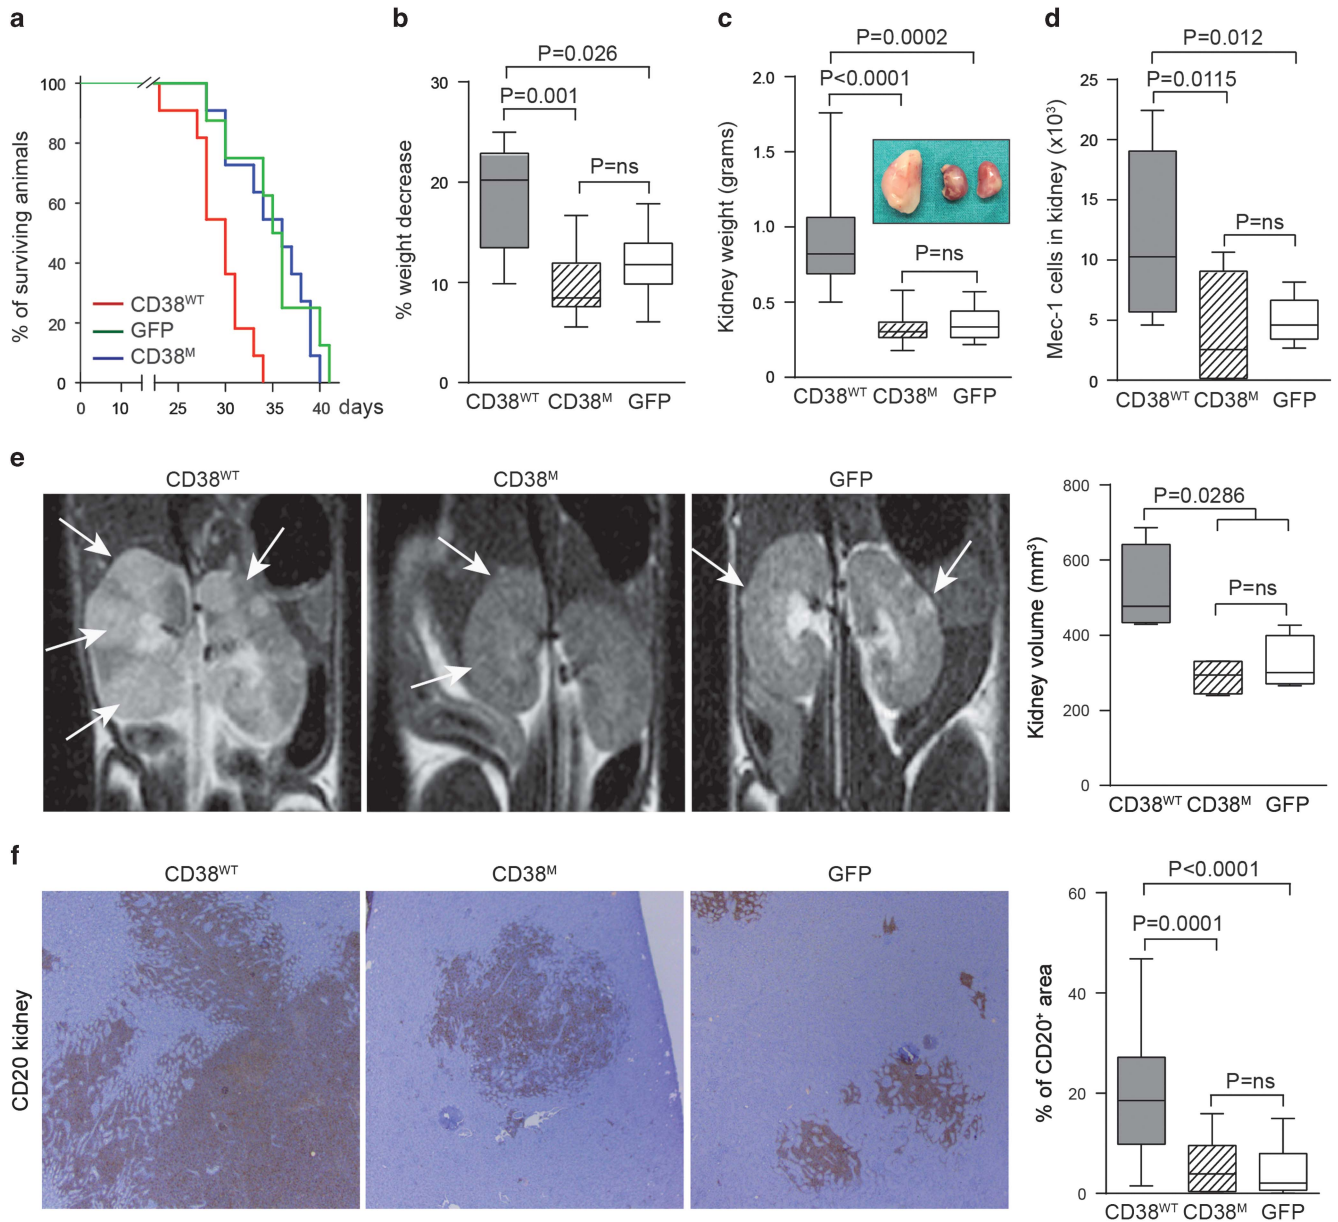 a
b
c
d
% of surviving animals
100
80
60
40
20
0
CD38WT
GFP
CD38M
0 10 25 30 35 40 days
P=0.026
P=0.001
P=ns
% weight decrease
30
20
10
0
CD38WT CD38M GFP
P=0.0002
P<0.0001
P=ns
Kidney weight (grams)
2.0
1.5
1.0
0.5
0
CD38WT CD38M GFP
P=0.012
P=0.0115
P=ns
Mec-1 cells in kidney (x10³)
25
20
15
10
5
0
CD38WT CD38M GFP
e
CD38WT
CD38M
GFP
P=0.0286
P=ns
Kidney volume (mm³)
800
600
400
200
0
CD38WT CD38M GFP
f
CD38WT
CD38M
GFP
CD20 kidney
P<0.0001
P=0.0001
P=ns
% of CD20⁺ area
60
40
20
0
CD38WT CD38M GFP